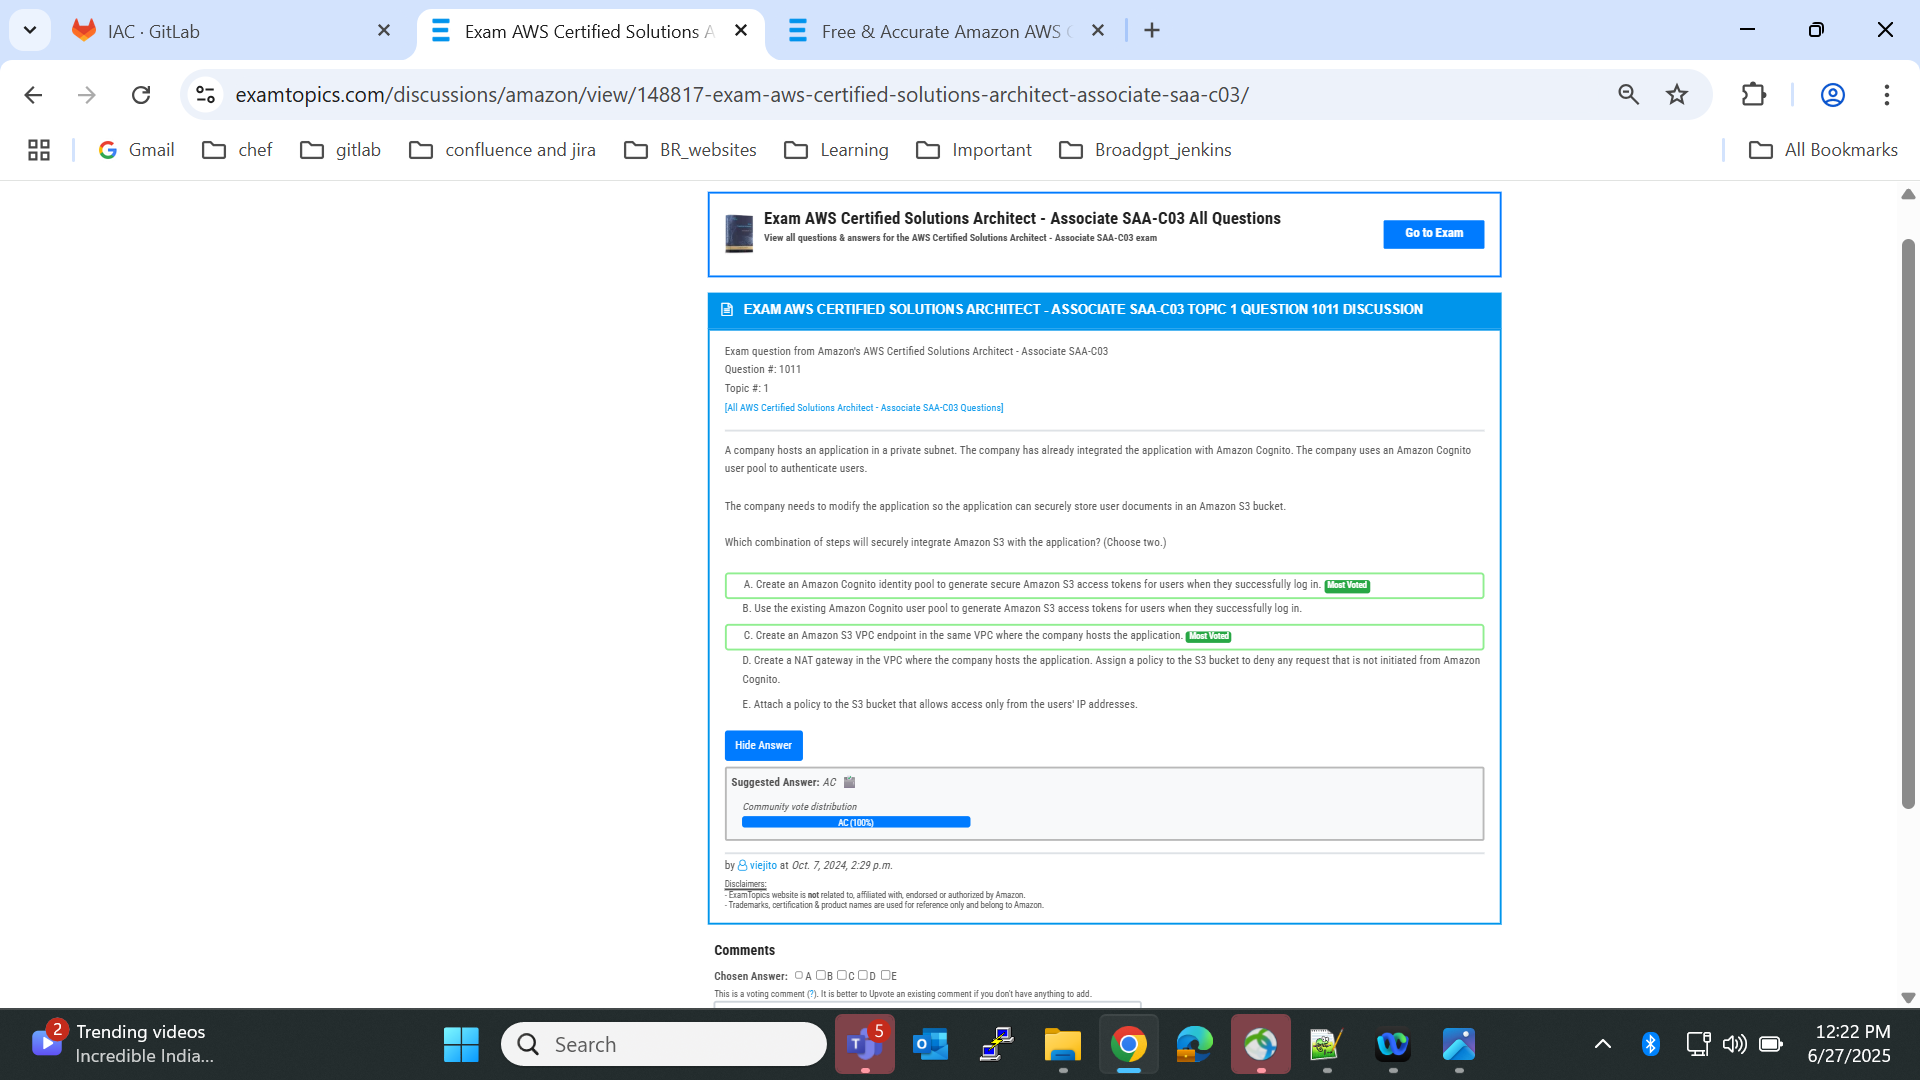 IAC · GitLab
Exam AWS Certified Solutions A
Free & Accurate Amazon AWS
examtopics.com/discussions/amazon/view/148817-exam-aws-certified-solutions-architect-associate-saa-c03/
Gmail
chef
gitlab
confluence and jira
BR_websites
Learning
Important
Broadgpt_jenkins
All Bookmarks
Exam AWS Certified Solutions Architect - Associate SAA-C03 All Questions
View all questions & answers for the AWS Certified Solutions Architect - Associate SAA-C03 exam
Go to Exam
EXAM AWS CERTIFIED SOLUTIONS ARCHITECT - ASSOCIATE SAA-C03 TOPIC 1 QUESTION 1011 DISCUSSION
Exam question from Amazon's AWS Certified Solutions Architect - Associate SAA-C03
Question #: 1011
Topic #: 1
[All AWS Certified Solutions Architect - Associate SAA-C03 Questions]
A company hosts an application in a private subnet. The company has already integrated the application with Amazon Cognito. The company uses an Amazon Cognito
user pool to authenticate users.
The company needs to modify the application so the application can securely store user documents in an Amazon S3 bucket.
Which combination of steps will securely integrate Amazon S3 with the application? (Choose two.)
A. Create an Amazon Cognito identity pool to generate secure Amazon S3 access tokens for users when they successfully log in. Most Voted
B. Use the existing Amazon Cognito user pool to generate Amazon S3 access tokens for users when they successfully log in.
C. Create an Amazon S3 VPC endpoint in the same VPC where the company hosts the application. Most Voted
D. Create a NAT gateway in the VPC where the company hosts the application. Assign a policy to the S3 bucket to deny any request that is not initiated from Amazon
Cognito.
E. Attach a policy to the S3 bucket that allows access only from the users' IP addresses.
Hide Answer
Suggested Answer: AC
Community vote distribution
AC (100%)
by viejito at Oct. 7, 2024, 2:29 p.m.
Disclaimers:
- ExamTopics website is not related to, affiliated with, endorsed or authorized by Amazon.
- Trademarks, certification & product names are used for reference only and belong to Amazon.
Comments
Chosen Answer: A B C D E
This is a voting comment (?). It is better to Upvote an existing comment if you don't have anything to add.
2
Trending videos
Incredible India...
Search
5
12:22 PM
6/27/2025